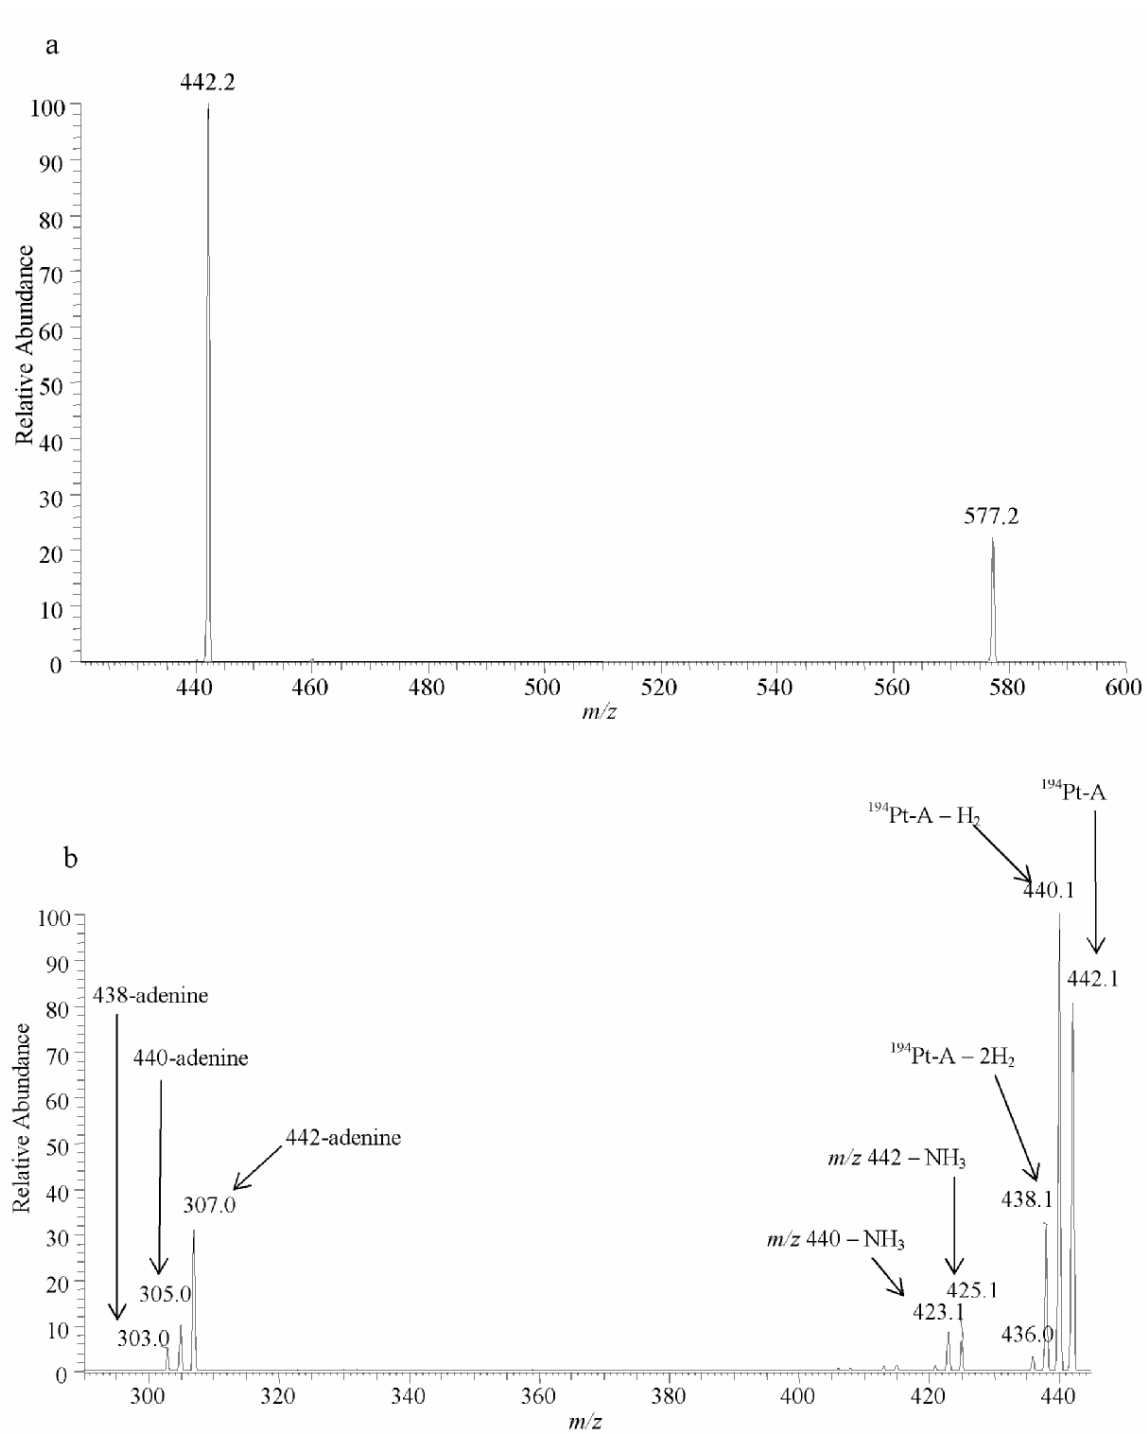 a
442.2
100
90
80
70
60
50
40
30
20
10
0
Relative Abundance
577.2
440 460 480 500 520 540 560 580 600
m/z
¹⁹⁴Pt-A
¹⁹⁴Pt-A – H₂
b
440.1
100
90
80
70
60
50
40
30
20
10
0
Relative Abundance
442.1
438-adenine
440-adenine
¹⁹⁴Pt-A – 2H₂
442-adenine
m/z 442 – NH₃
307.0
438.1
m/z 440 – NH₃
305.0
425.1
423.1
303.0
436.0
300 320 340 360 380 400 420 440
m/z